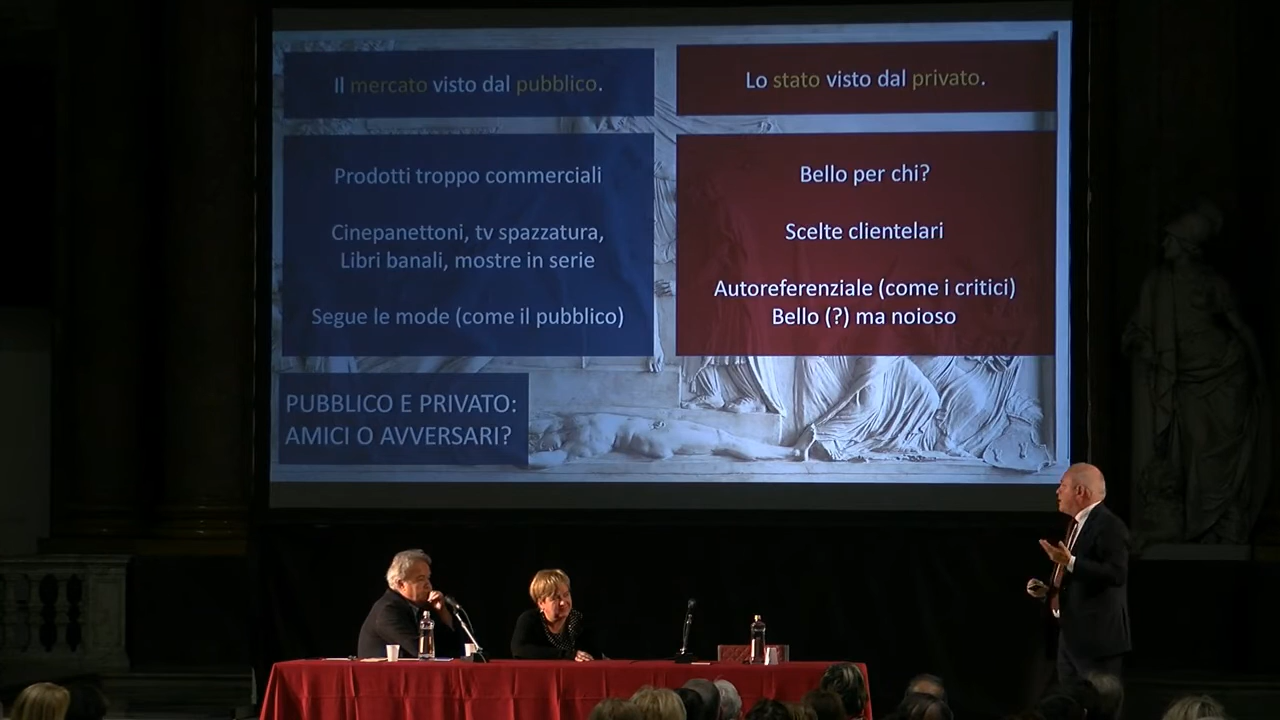 Il mercato visto dal pubblico.
Prodotti troppo commerciali
Cinepanettoni, tv spazzatura,
Libri banali, mostre in serie
Segue le mode (come il pubblico)
Lo stato visto dal privato.
Bello per chi?
Scelte clientelari
Autoreferenziale (come i critici)
Bello (?) ma noioso
PUBBLICO E PRIVATO:
AMICI O AVVERSARI?